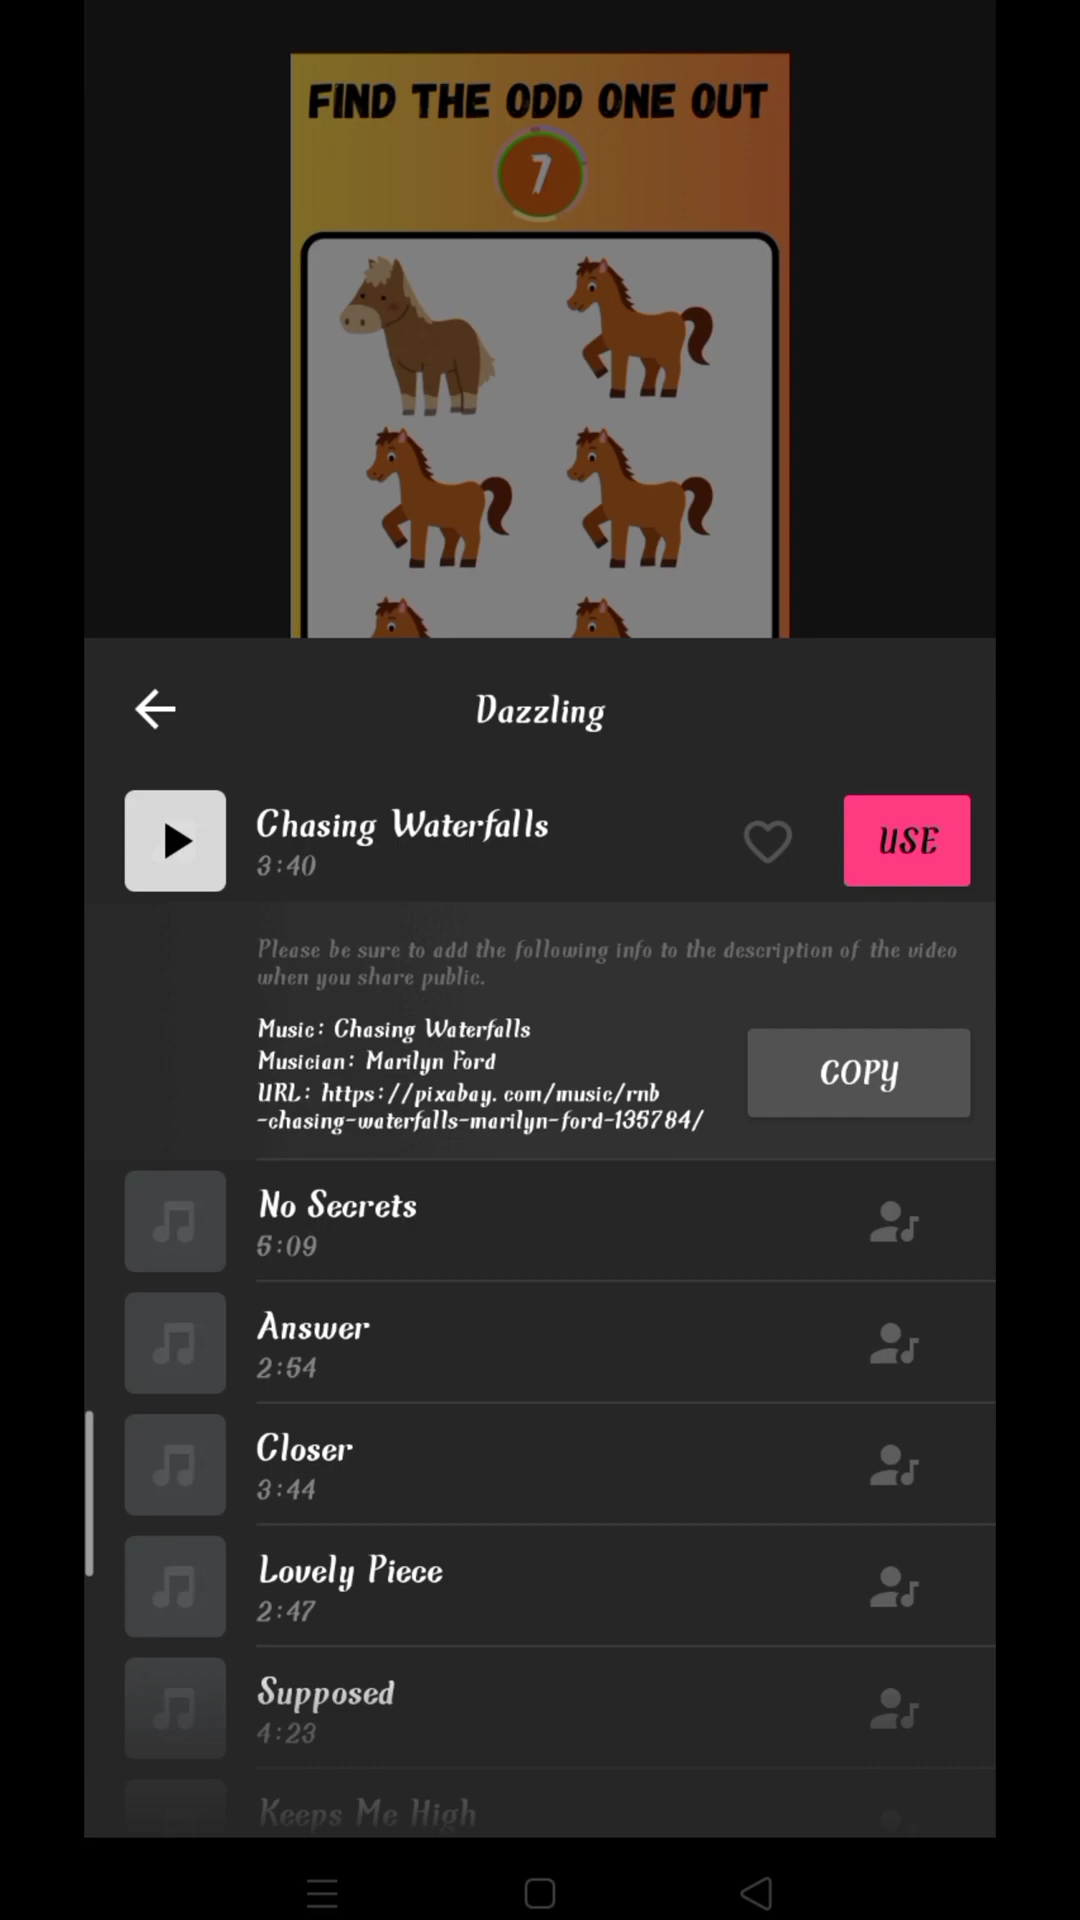 FIND THE ODD ONE OUT
7
Dazzling
Chasing Waterfalls
3:40
USE
Please be sure to add the following info to the description of the video
when you share public.
Music: Chasing Waterfalls
Musician: Marilyn Ford
URL: https://pixabay.com/music/rnb
-chasing-waterfalls-marilyn-ford-135784/
COPY
No Secrets
5:09
Answer
2:54
Closer
3:44
Lovely Piece
2:47
Supposed
4:23
Keeps Me High